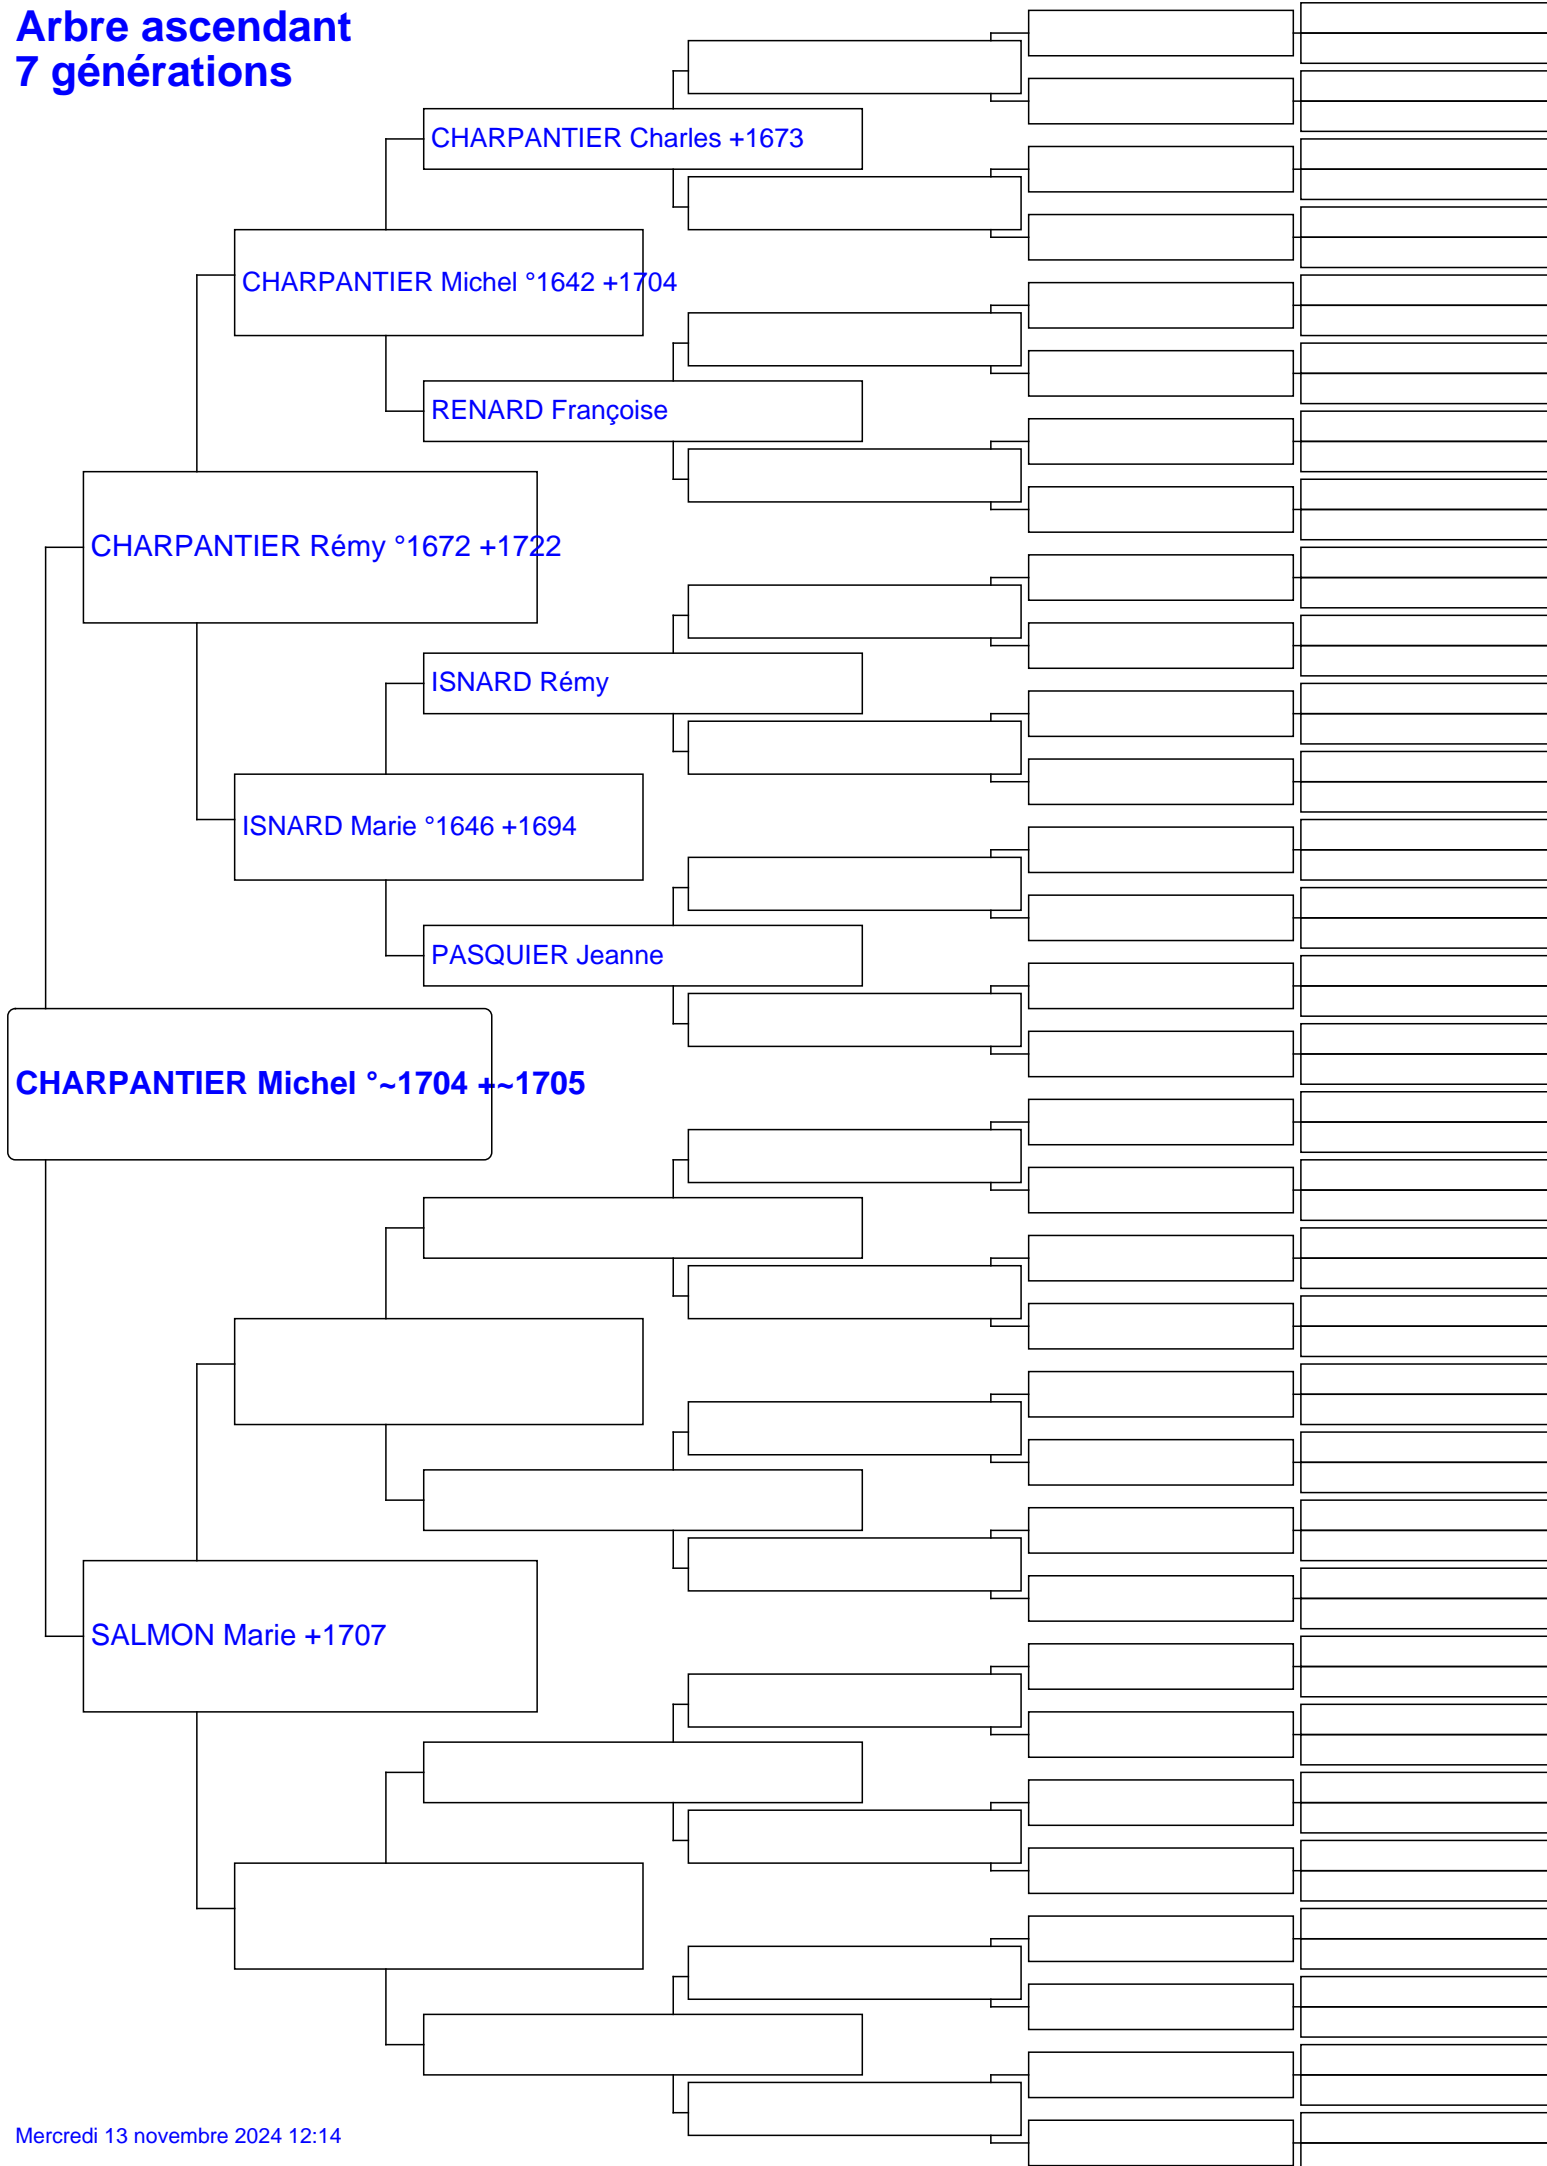 Arbre ascendant
7 générations
CHARPANTIER Charles +1673
CHARPANTIER Michel °1642 +1704
RENARD Françoise
CHARPANTIER Rémy °1672 +1722
ISNARD Rémy
ISNARD Marie °1646 +1694
PASQUIER Jeanne
CHARPANTIER Michel °~1704 +~1705
SALMON Marie +1707
Mercredi 13 novembre 2024 12:14